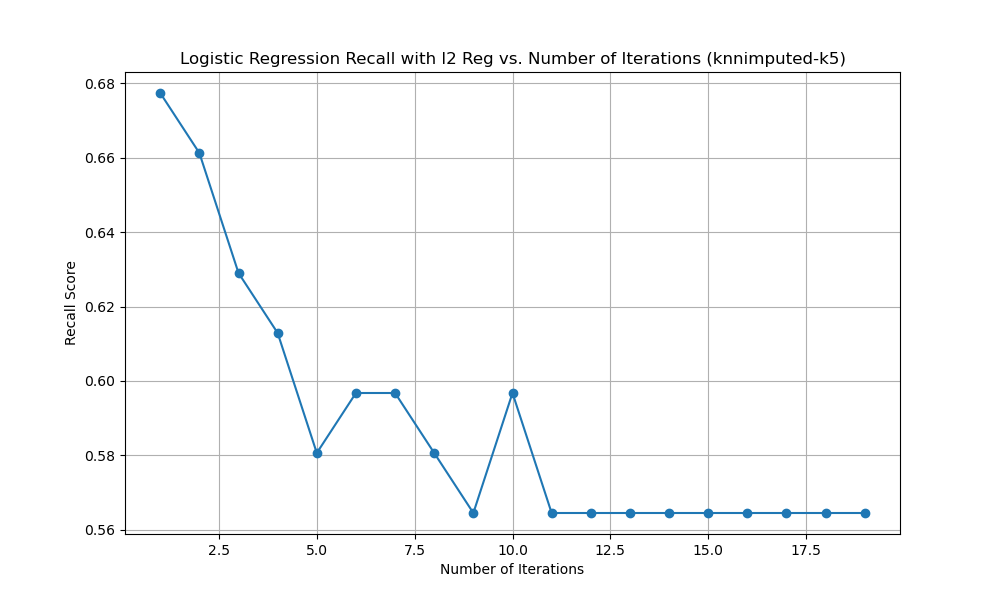 Logistic Regression Recall with l2 Reg vs. Number of Iterations (knnimputed-k5)
Recall Score
0.68
0.66
0.64
0.62
0.60
0.58
0.56
2.5 5.0 7.5 10.0 12.5 15.0 17.5
Number of Iterations